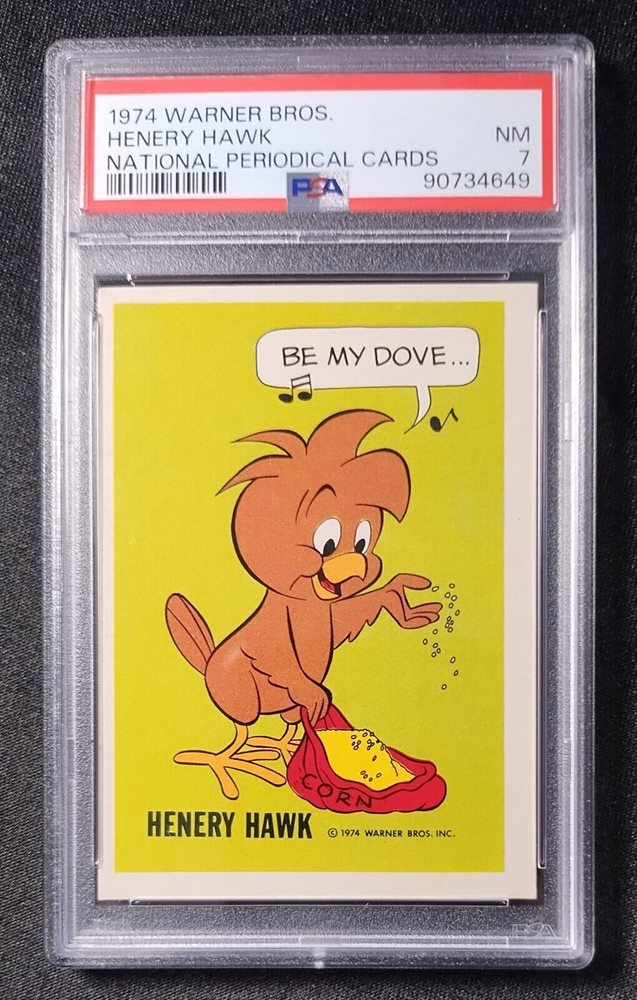 1974 WARNER BROS.
HENERY HAWK NM
NATIONAL PERIODICAL CARDS 7
PSA 90734649
BE MY DOVE...
CORN
HENERY HAWK © 1974 WARNER BROS. INC.
PSA